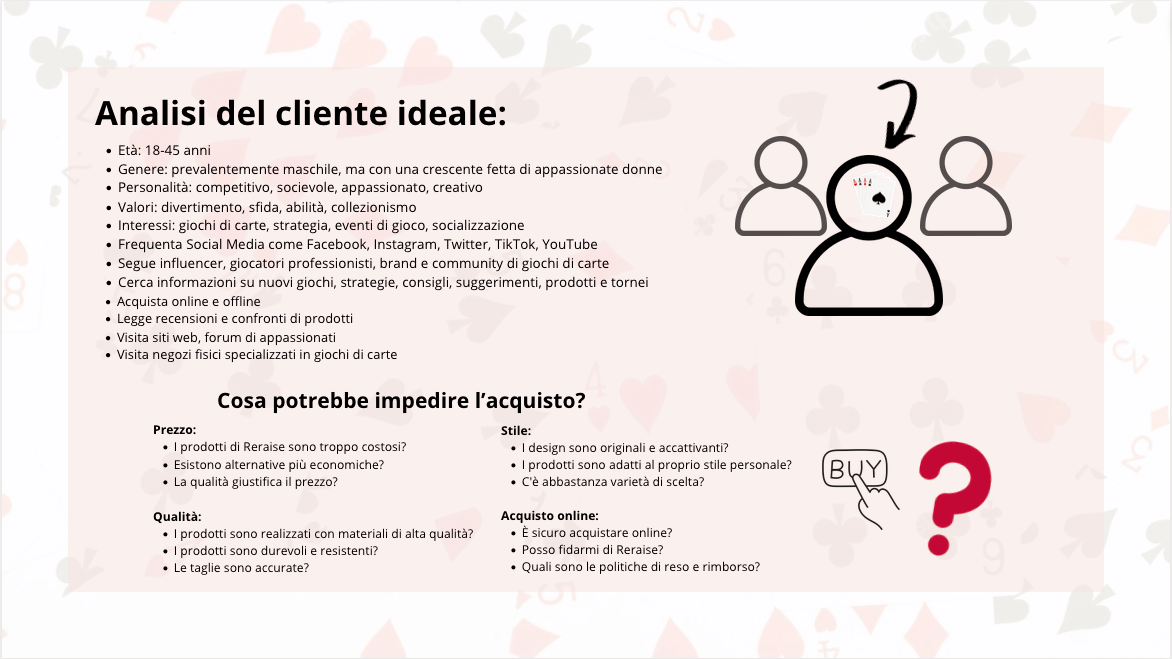 Analisi del cliente ideale:
Età: 18-45 anni
Genere: prevalentemente maschile, ma con una crescente fetta di appassionate donne
Personalità: competitivo, socievole, appassionato, creativo
Valori: divertimento, sfida, abilità, collezionismo
Interessi: giochi di carte, strategia, eventi di gioco, socializzazione
Frequenta Social Media come Facebook, Instagram, Twitter, TikTok, YouTube
Segue influencer, giocatori professionisti, brand e community di giochi di carte
Cerca informazioni su nuovi giochi, strategie, consigli, suggerimenti, prodotti e tornei
Acquista online e offline
Legge recensioni e confronti di prodotti
Visita siti web, forum di appassionati
Visita negozi fisici specializzati in giochi di carte
Cosa potrebbe impedire l’acquisto?
Prezzo:
I prodotti di Reraise sono troppo costosi?
Esistono alternative più economiche?
La qualità giustifica il prezzo?
Qualità:
I prodotti sono realizzati con materiali di alta qualità?
I prodotti sono durevoli e resistenti?
Le taglie sono accurate?
Stile:
I design sono originali e accattivanti?
I prodotti sono adatti al proprio stile personale?
C'è abbastanza varietà di scelta?
Acquisto online:
È sicuro acquistare online?
Posso fidarmi di Reraise?
Quali sono le politiche di reso e rimborso?
BUY
?